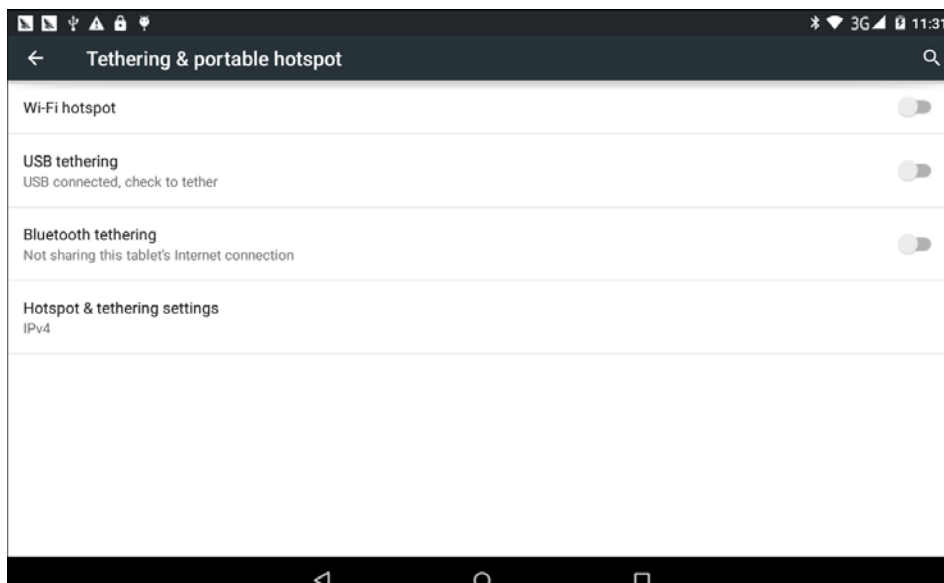 3G 11:31
Tethering & portable hotspot
Wi-Fi hotspot
USB tethering
USB connected, check to tether
Bluetooth tethering
Not sharing this tablet's Internet connection
Hotspot & tethering settings
IPv4